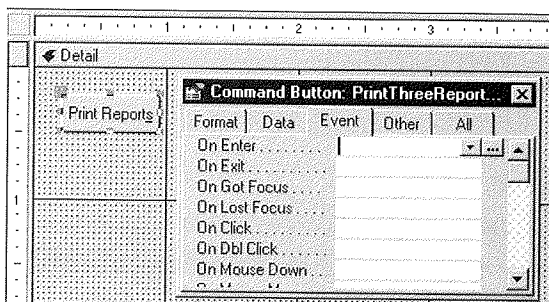 1 2 3
Detail
Print Reports
Command Button: PrintThreeReport...
Format Data Event Other All
On Enter.........
On Exit............
On Got Focus.....
On Lost Focus.....
On Click............
On Dbl Click.......
On Mouse Down...
1